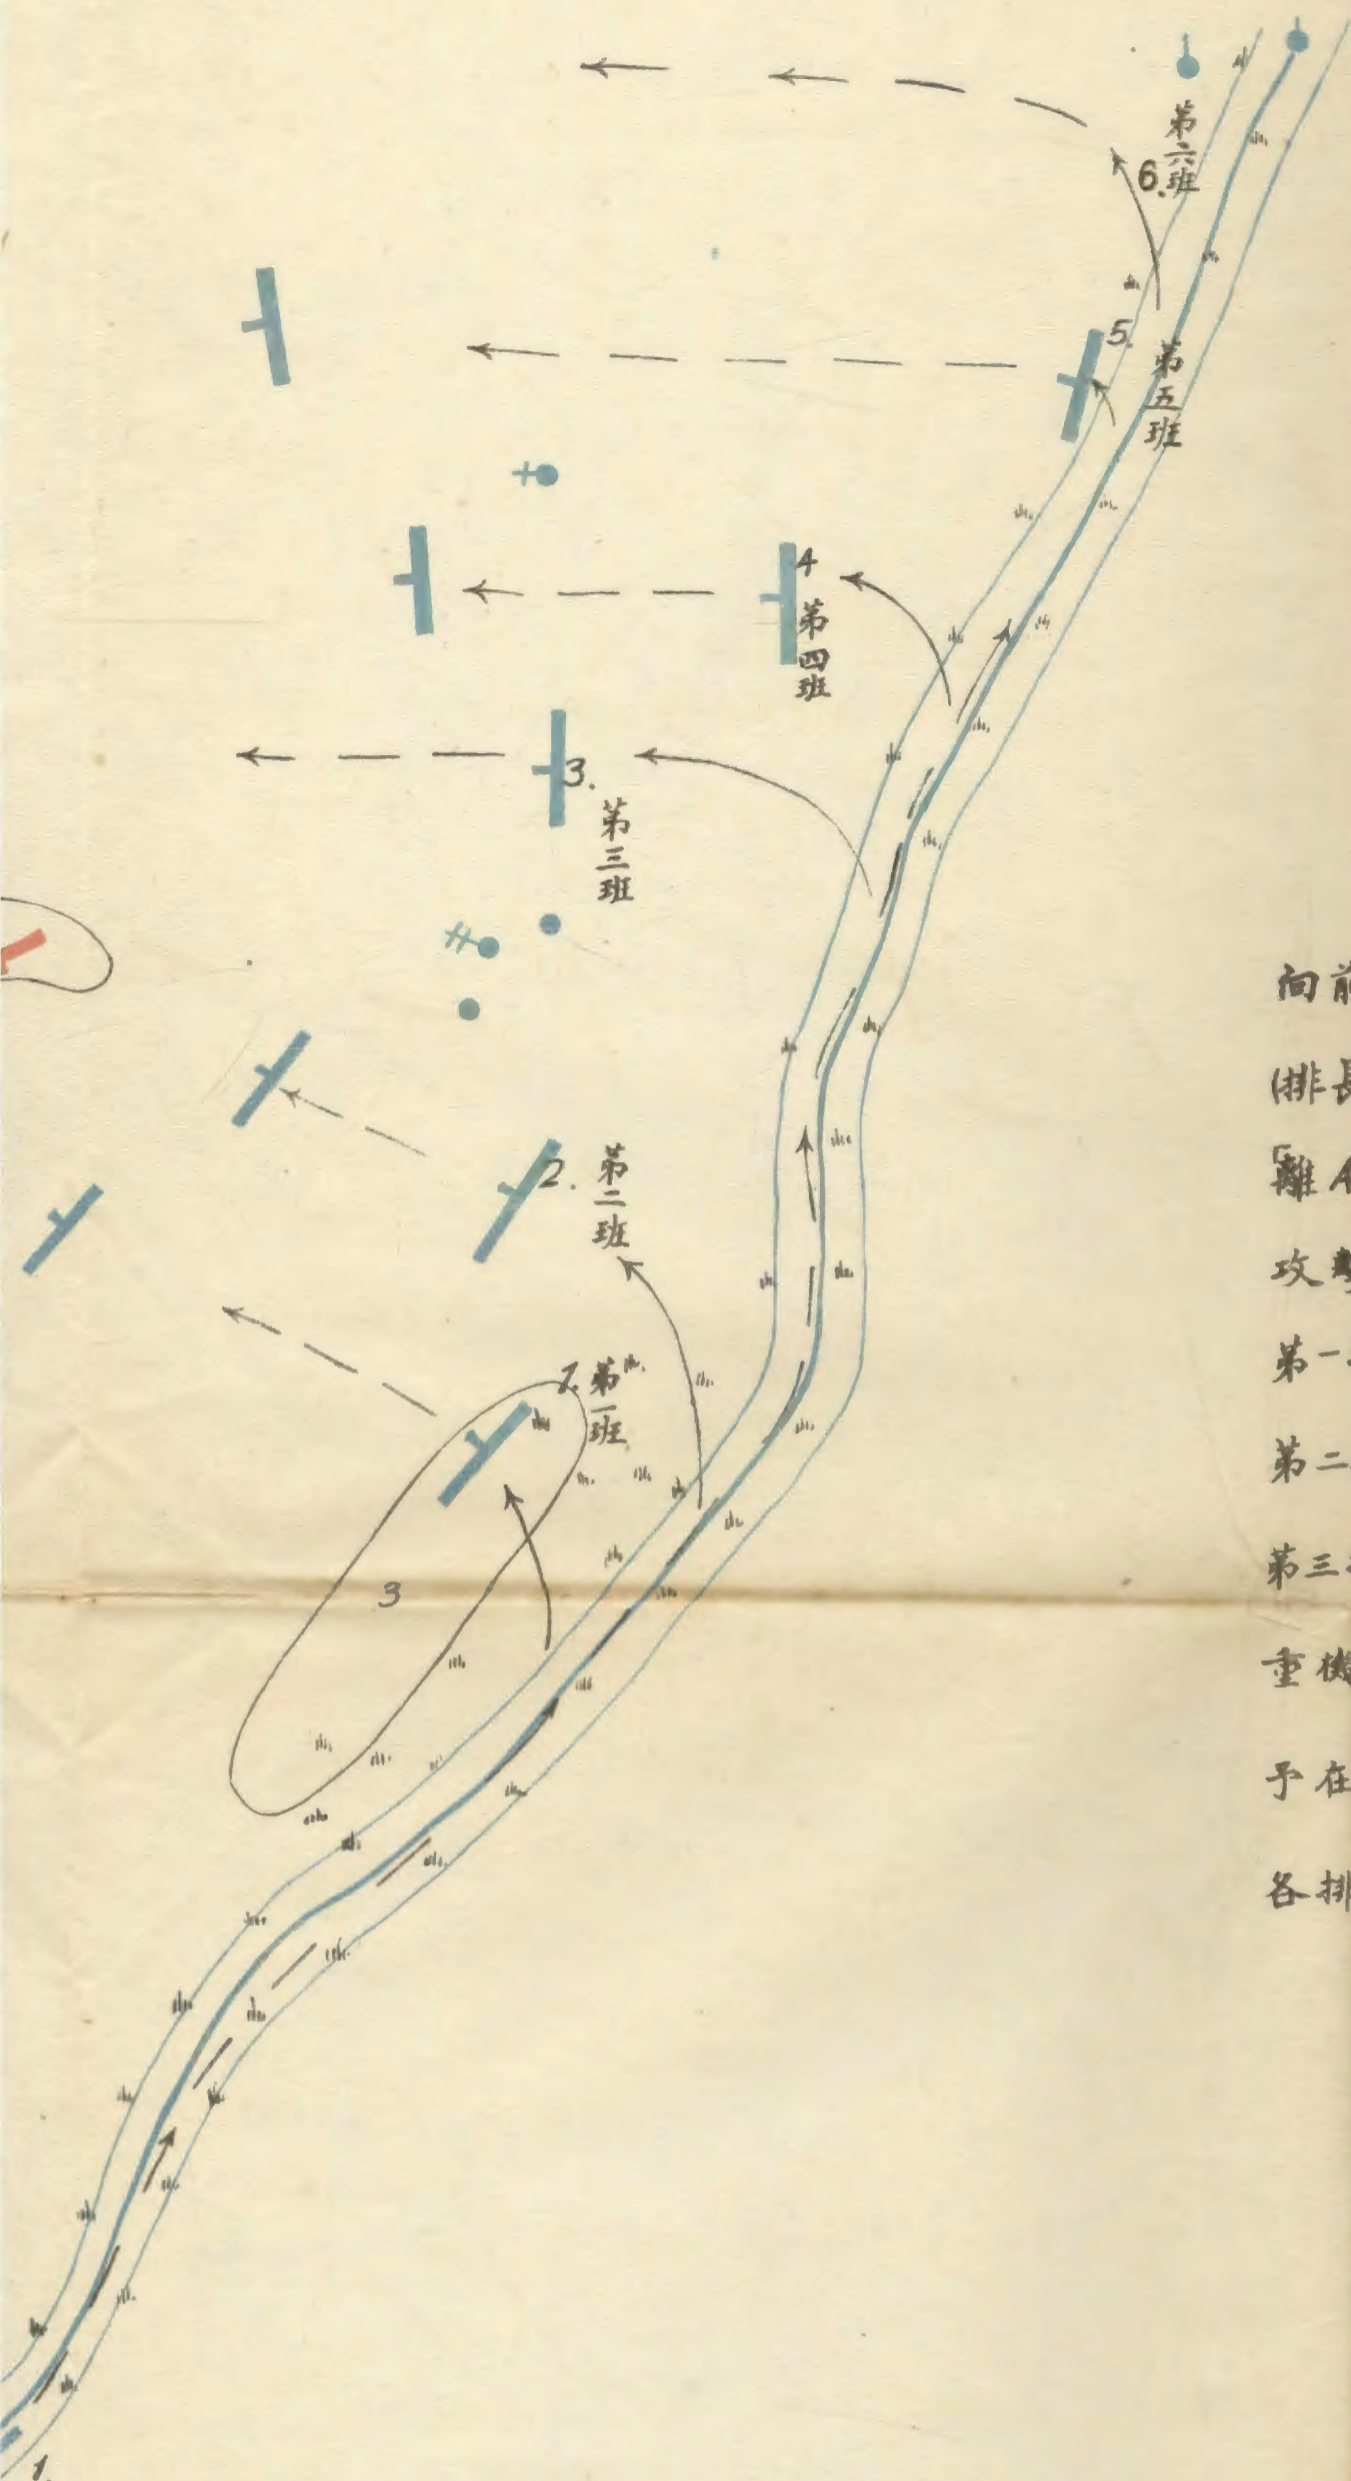 第六班
6.
5.
第五班
4
第四班
3.
第三班
2.
第二班
1.
第一班
3
1.
向前
(排長
「離
攻擊
第一
第二
第三
重機
予在
各排